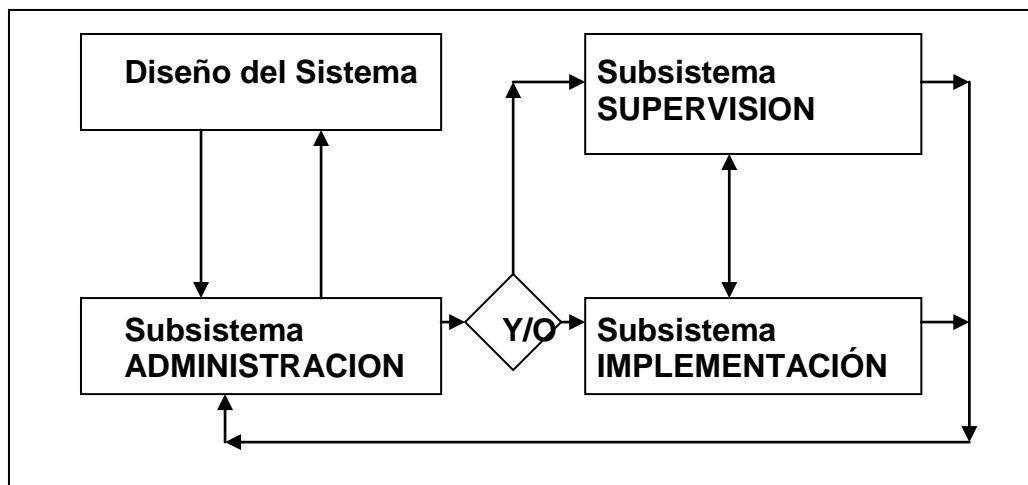 Diseño del Sistema
Subsistema
SUPERVISION
Subsistema
ADMINISTRACION
Y/O
Subsistema
IMPLEMENTACIÓN